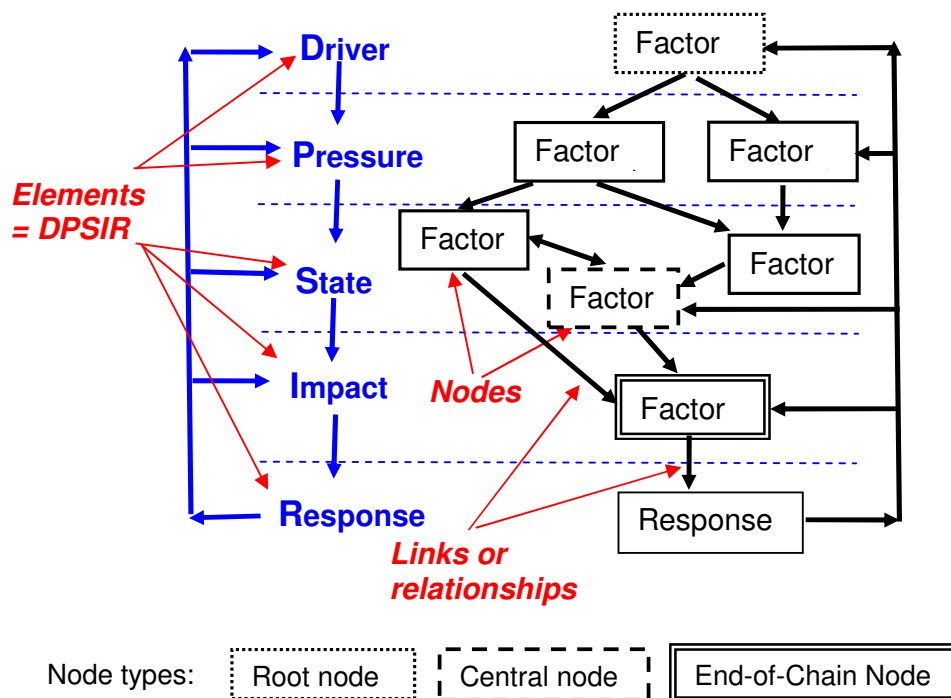 Driver
Factor
Pressure
Factor
Factor
Elements
= DPSIR
Factor
Factor
State
Factor
Impact
Nodes
Factor
Response
Response
Links or
relationships
Node types:
Root node
Central node
End-of-Chain Node